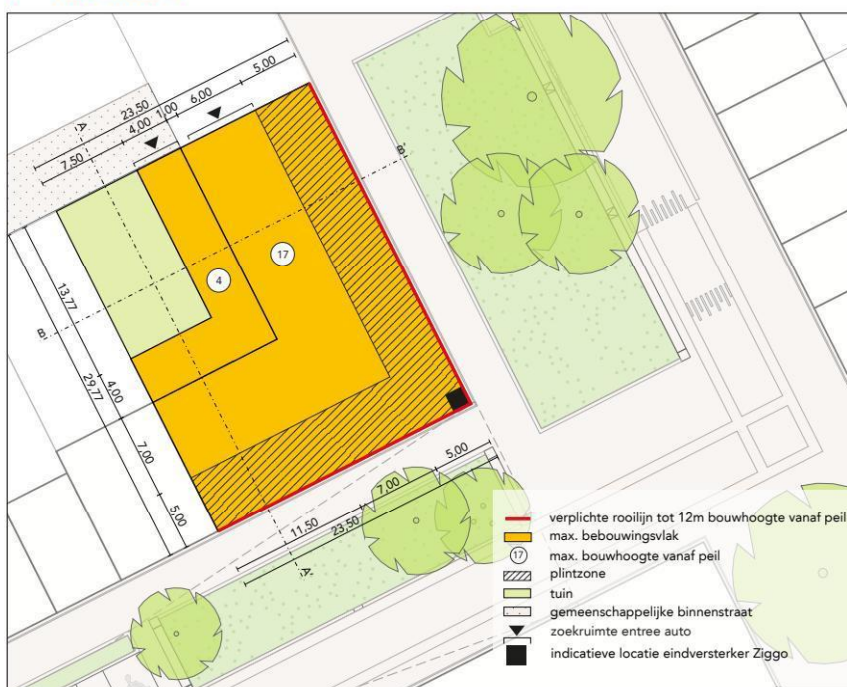 5,00
6,00
1,00
23,50
4,00
7,50
A
B'
17
4
13,77
B
29,77
4,00
7,00
5,00
5,00
7,00
11,50
23,50
A'
verplichte rooilijn tot 12m bouwhoogte vanaf peil
max. bebouwingsvlak
17 max. bouwhoogte vanaf peil
plintzone
tuin
gemeenschappelijke binnenstraat
zoekruimte entree auto
indicatieve locatie eindversterker Ziggo